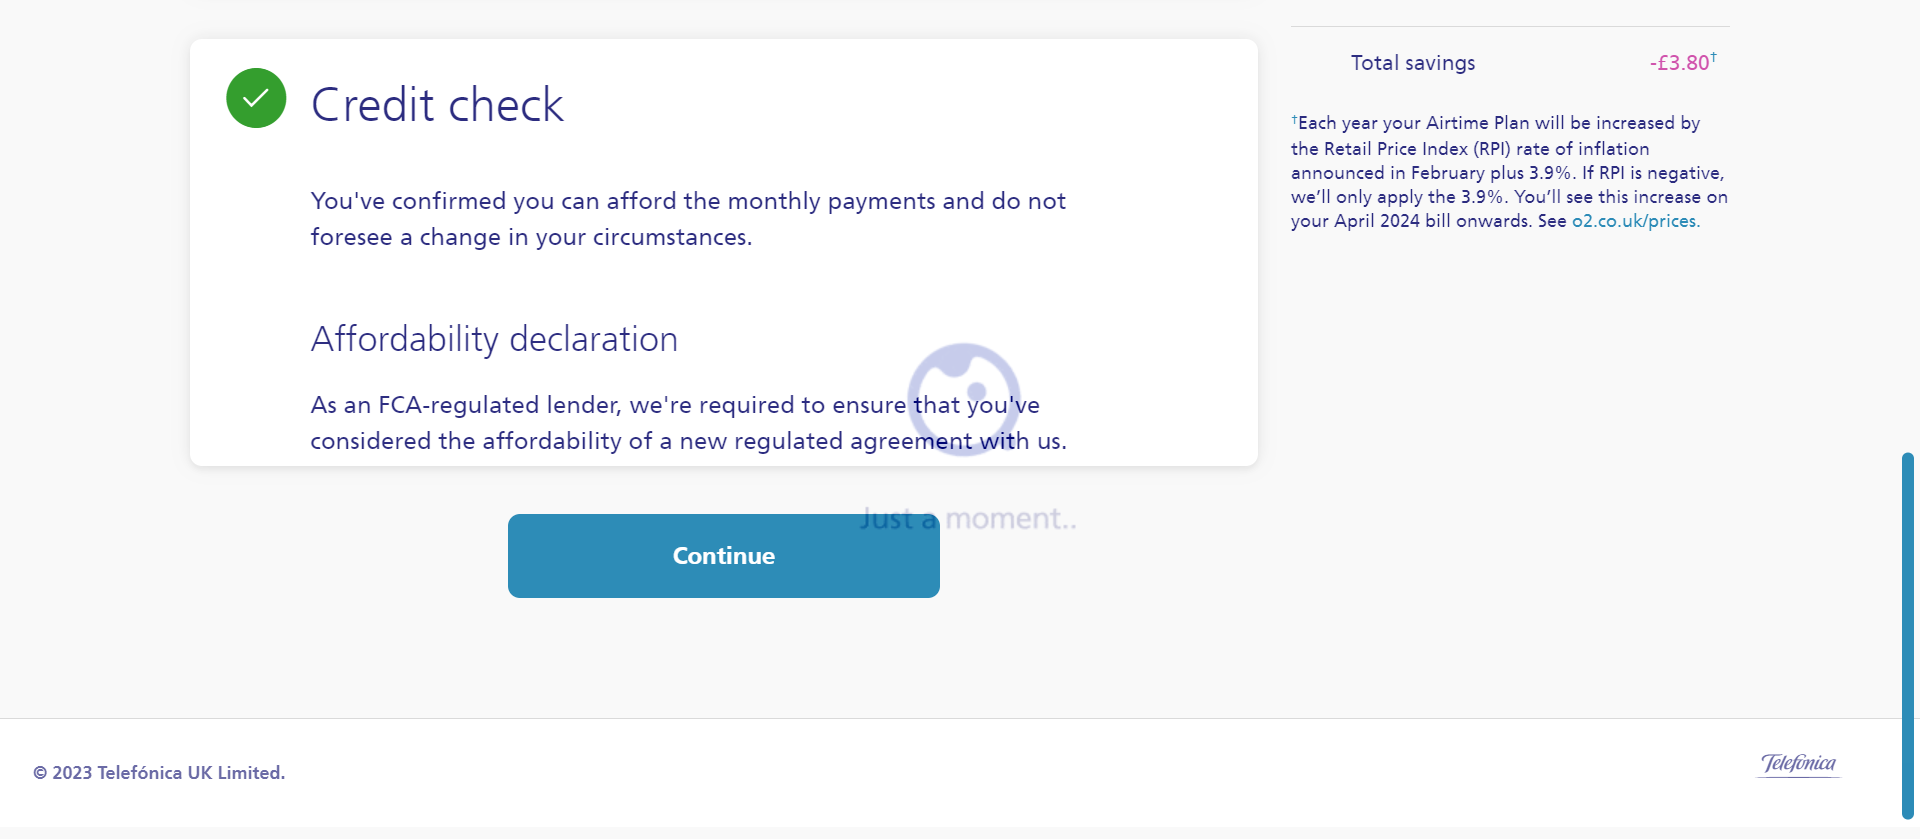 Credit check
You've confirmed you can afford the monthly payments and do not
foresee a change in your circumstances.
Affordability declaration
As an FCA-regulated lender, we're required to ensure that you've
considered the affordability of a new regulated agreement with us.
Just a moment..
Continue
Total savings -£3.80†
†Each year your Airtime Plan will be increased by
the Retail Price Index (RPI) rate of inflation
announced in February plus 3.9%. If RPI is negative,
we’ll only apply the 3.9%. You’ll see this increase on
your April 2024 bill onwards. See o2.co.uk/prices.
© 2023 Telefónica UK Limited.
Telefónica